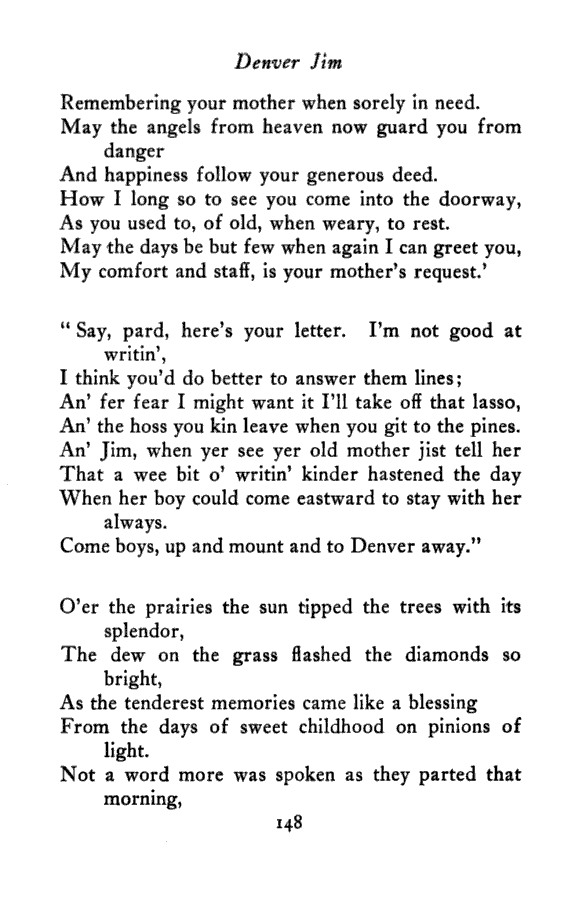 Denver Jim
Remembering your mother when sorely in need.
May the angels from heaven now guard you from
danger
And happiness follow your generous deed.
How I long so to see you come into the doorway,
As you used to, of old, when weary, to rest.
May the days be but few when again I can greet you,
My comfort and staff, is your mother's request.'
" Say, pard, here's your letter. I'm not good at
writin',
I think you'd do better to answer them lines;
An' fer fear I might want it I'll take off that lasso,
An' the hoss you kin leave when you git to the pines.
An' Jim, when yer see yer old mother jist tell her
That a wee bit o' writin' kinder hastened the day
When her boy could come eastward to stay with her
always.
Come boys, up and mount and to Denver away."
O'er the prairies the sun tipped the trees with its
splendor,
The dew on the grass flashed the diamonds so
bright,
As the tenderest memories came like a blessing
From the days of sweet childhood on pinions of
light.
Not a word more was spoken as they parted that
morning,
148